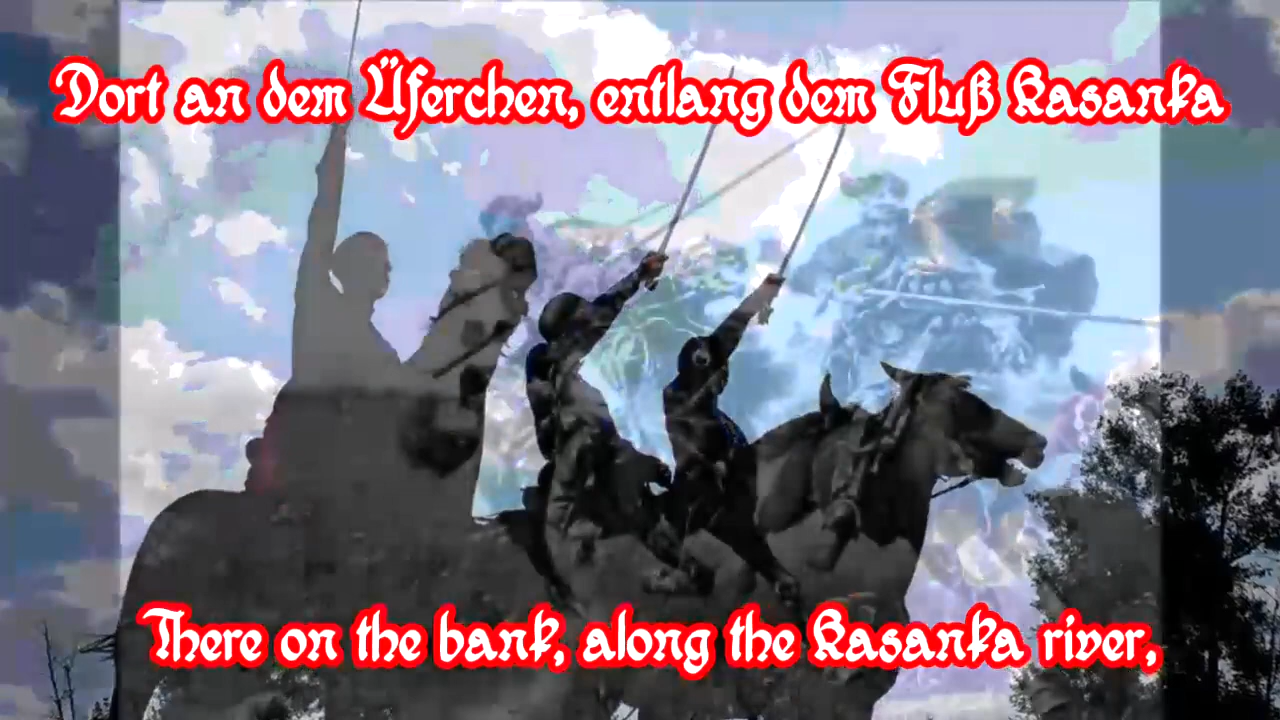 Dort an dem Üferchen, entlang dem Fluß Kasanka
There on the bank, along the Kasanka river,